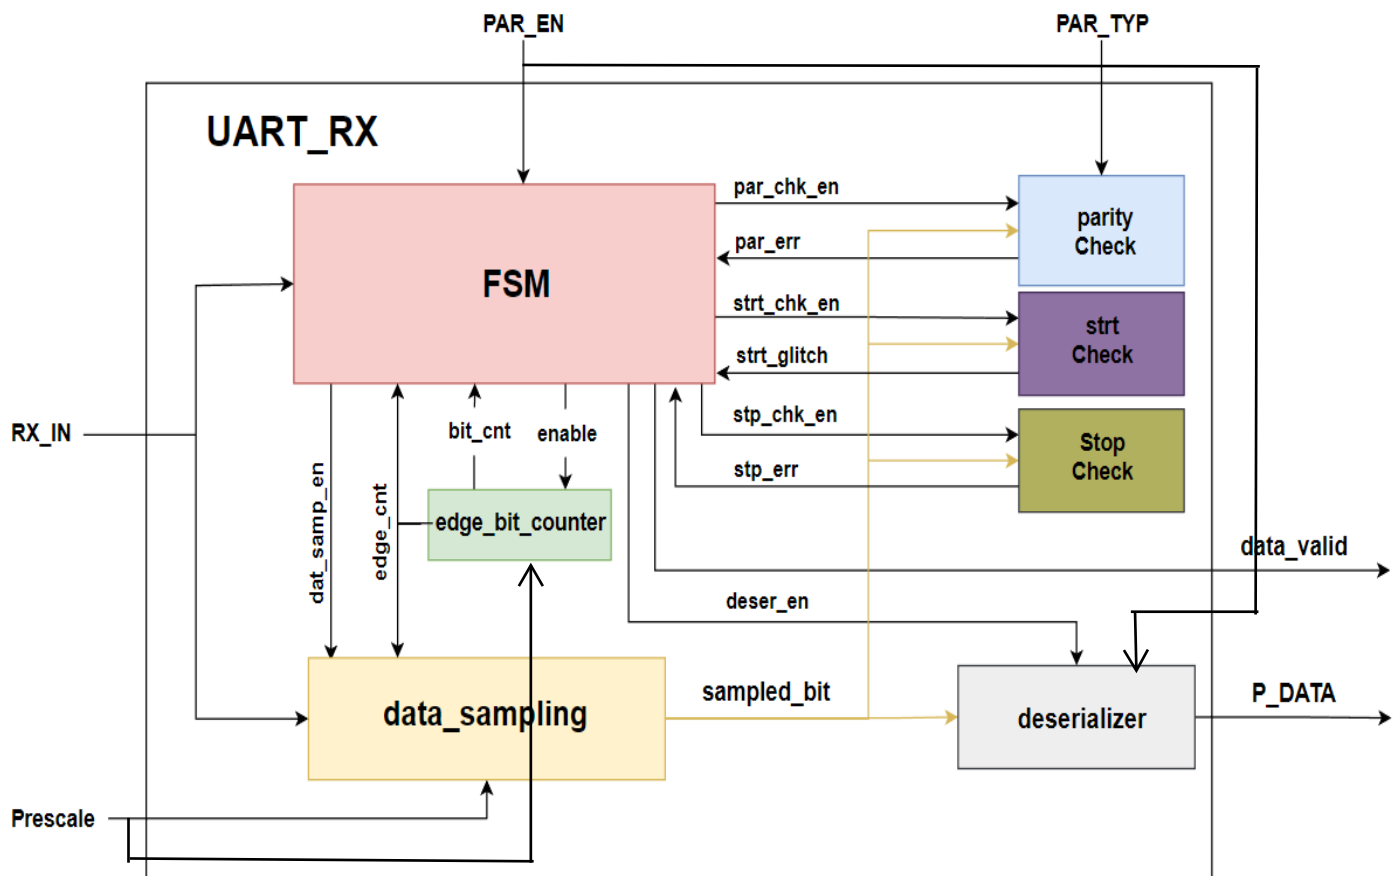 PAR_EN
PAR_TYP
UART_RX
par_chk_en
parity
Check
par_err
FSM
strt_chk_en
strt
Check
strt_glitch
RX_IN
bit_cnt
enable
stp_chk_en
Stop
Check
stp_err
dat_samp_en
edge_cnt
edge_bit_counter
data_valid
deser_en
sampled_bit
P_DATA
data_sampling
deserializer
Prescale